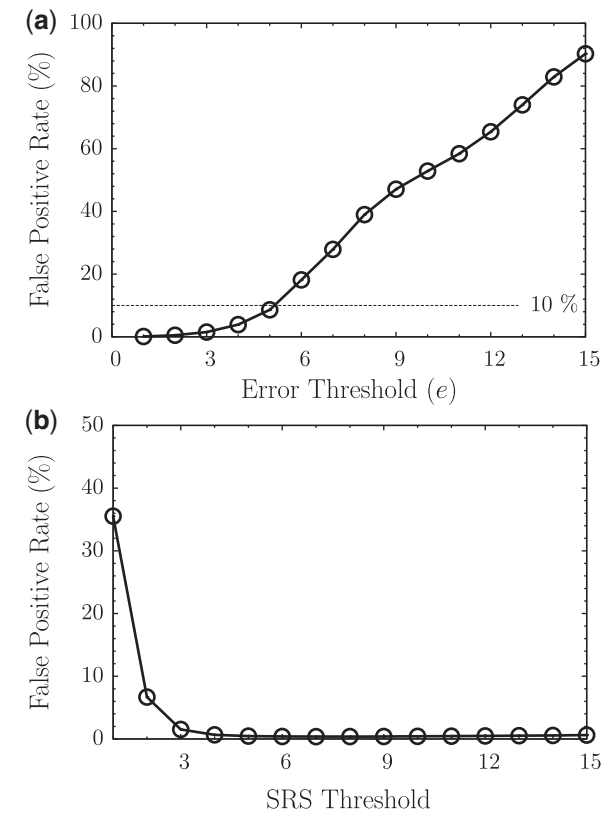 (a)
False Positive Rate (%)
100
80
60
40
20
0
10 %
0 3 6 9 12 15
Error Threshold (e)
(b)
False Positive Rate (%)
50
40
30
20
10
0
3 6 9 12 15
SRS Threshold